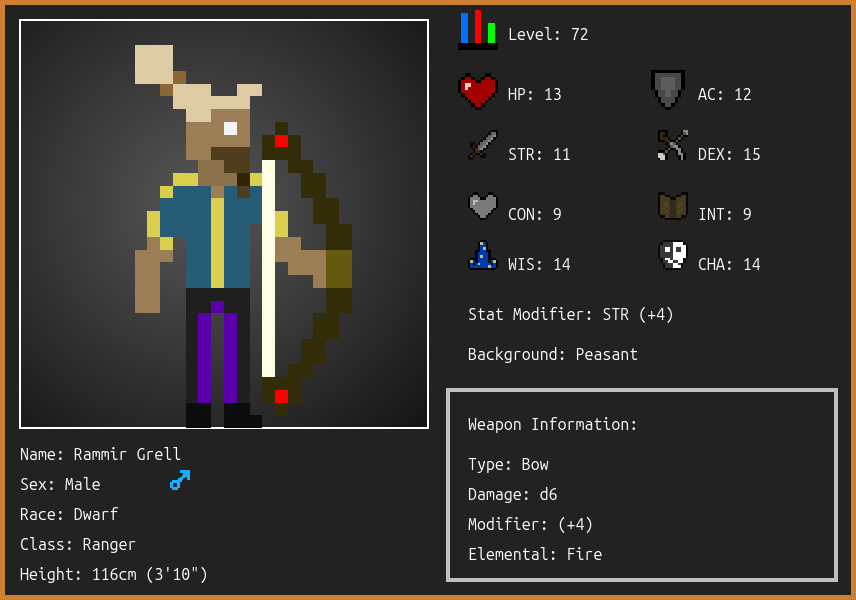 Level: 72
HP: 13
AC: 12
STR: 11
DEX: 15
CON: 9
INT: 9
WIS: 14
CHA: 14
Stat Modifier: STR (+4)
Background: Peasant
Weapon Information:
Type: Bow
Damage: d6
Modifier: (+4)
Elemental: Fire
Name: Rammir Grell
Sex: Male
Race: Dwarf
Class: Ranger
Height: 116cm (3'10")